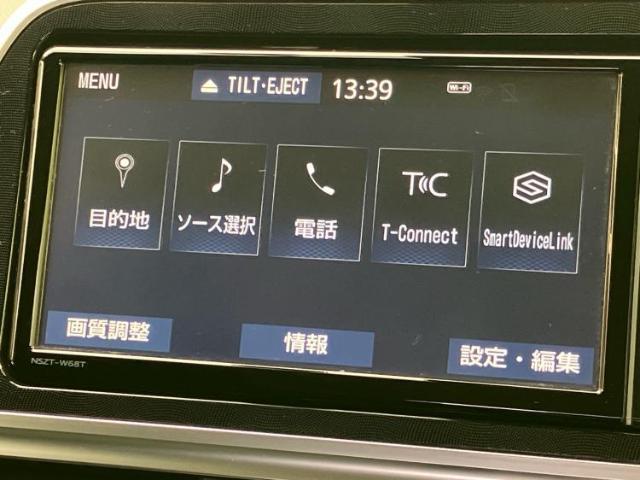 MENU
TILT·EJECT
13:39
Wi-Fi
目的地
ソース選択
電話
T-Connect
SmartDeviceLink
画質調整
情報
設定・編集
NSZT-W68T